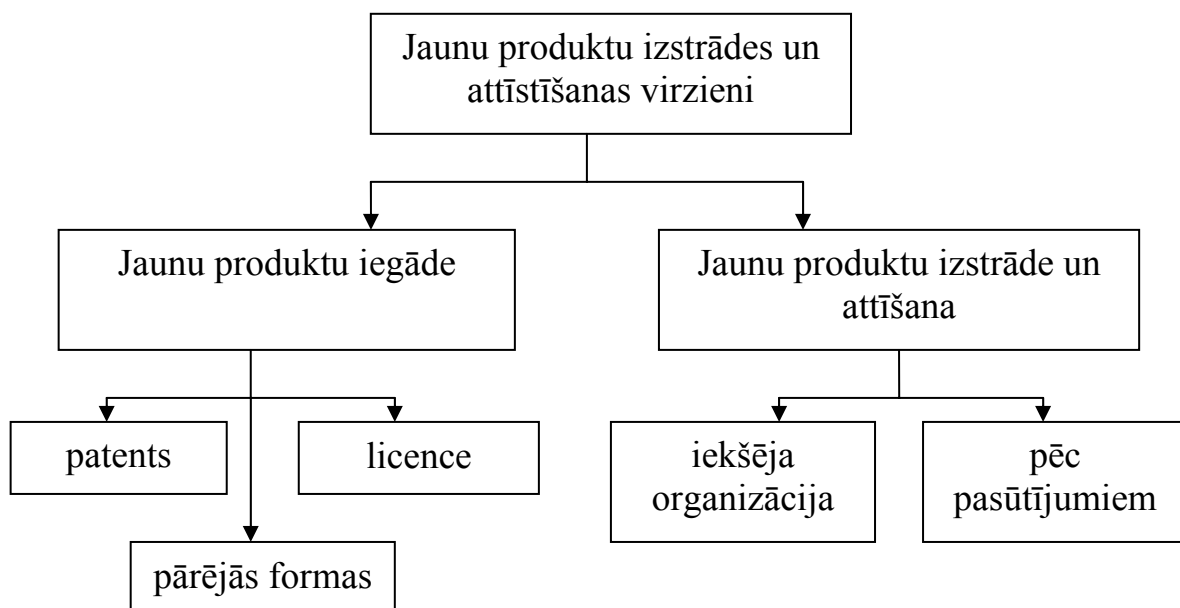 Jaunu produktu izstrādes un
attīstīšanas virzieni
Jaunu produktu iegāde
Jaunu produktu izstrāde un
attīšana
patents
licence
pārējās formas
iekšēja
organizācija
pēc
pasūtījumiem